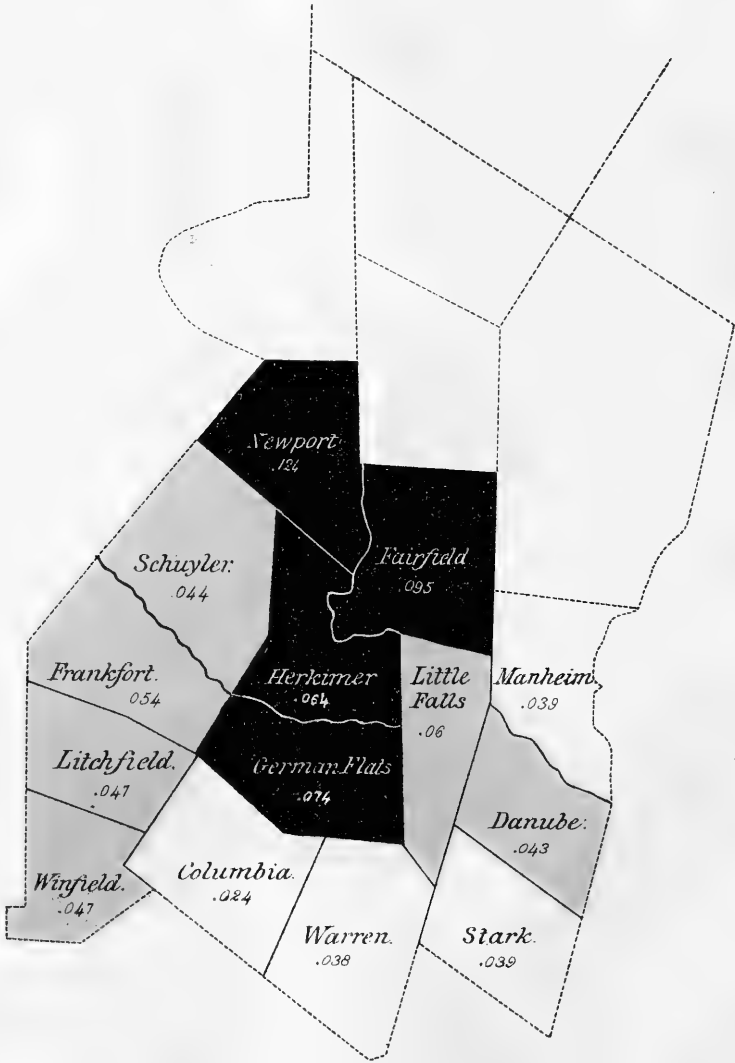 Newport
.124
Fairfield
.095
Schuyler.
.044
Frankfort.
.054
Herkimer
.064
Little
Falls
.06
Manheim
.039
Litchfield.
.047
German Flats
.074
Danube.
.043
Winfield.
.047
Columbia.
.024
Warren.
.038
Stark.
.039